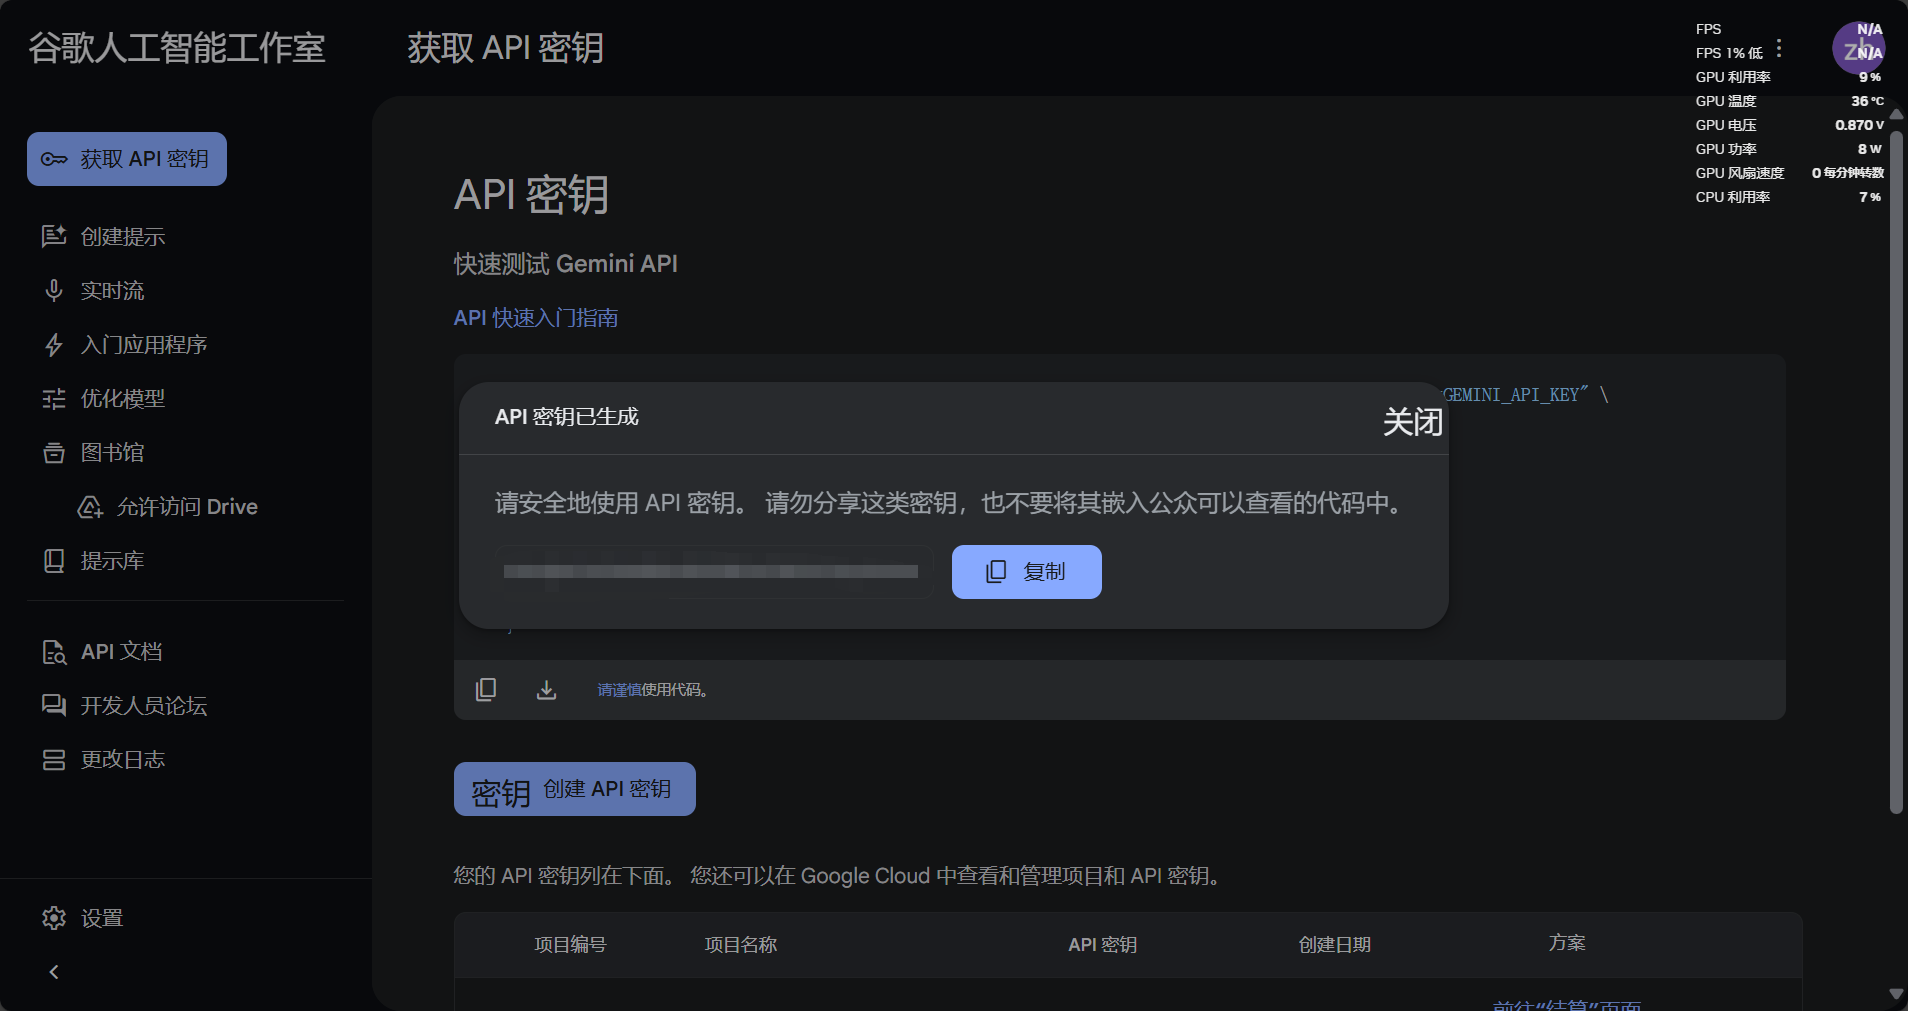 谷歌人工智能工作室
获取 API 密钥
FPS N/A
FPS 1% 低 N/A
GPU 利用率 9 %
GPU 温度 36 °C
GPU 电压 0.870 V
GPU 功率 8 W
GPU 风扇速度 0 每分钟转数
CPU 利用率 7 %
获取 API 密钥
创建提示
实时流
入门应用程序
优化模型
图书馆
允许访问 Drive
提示库
API 文档
开发人员论坛
更改日志
设置
API 密钥
快速测试 Gemini API
API 快速入门指南
GEMINI_API_KEY" \
API 密钥已生成
关闭
请安全地使用 API 密钥。 请勿分享这类密钥，也不要将其嵌入公众可以查看的代码中。
复制
请谨慎使用代码。
密钥 创建 API 密钥
您的 API 密钥列在下面。 您还可以在 Google Cloud 中查看和管理项目和 API 密钥。
项目编号 项目名称 API 密钥 创建日期 方案
前往“结算”页面